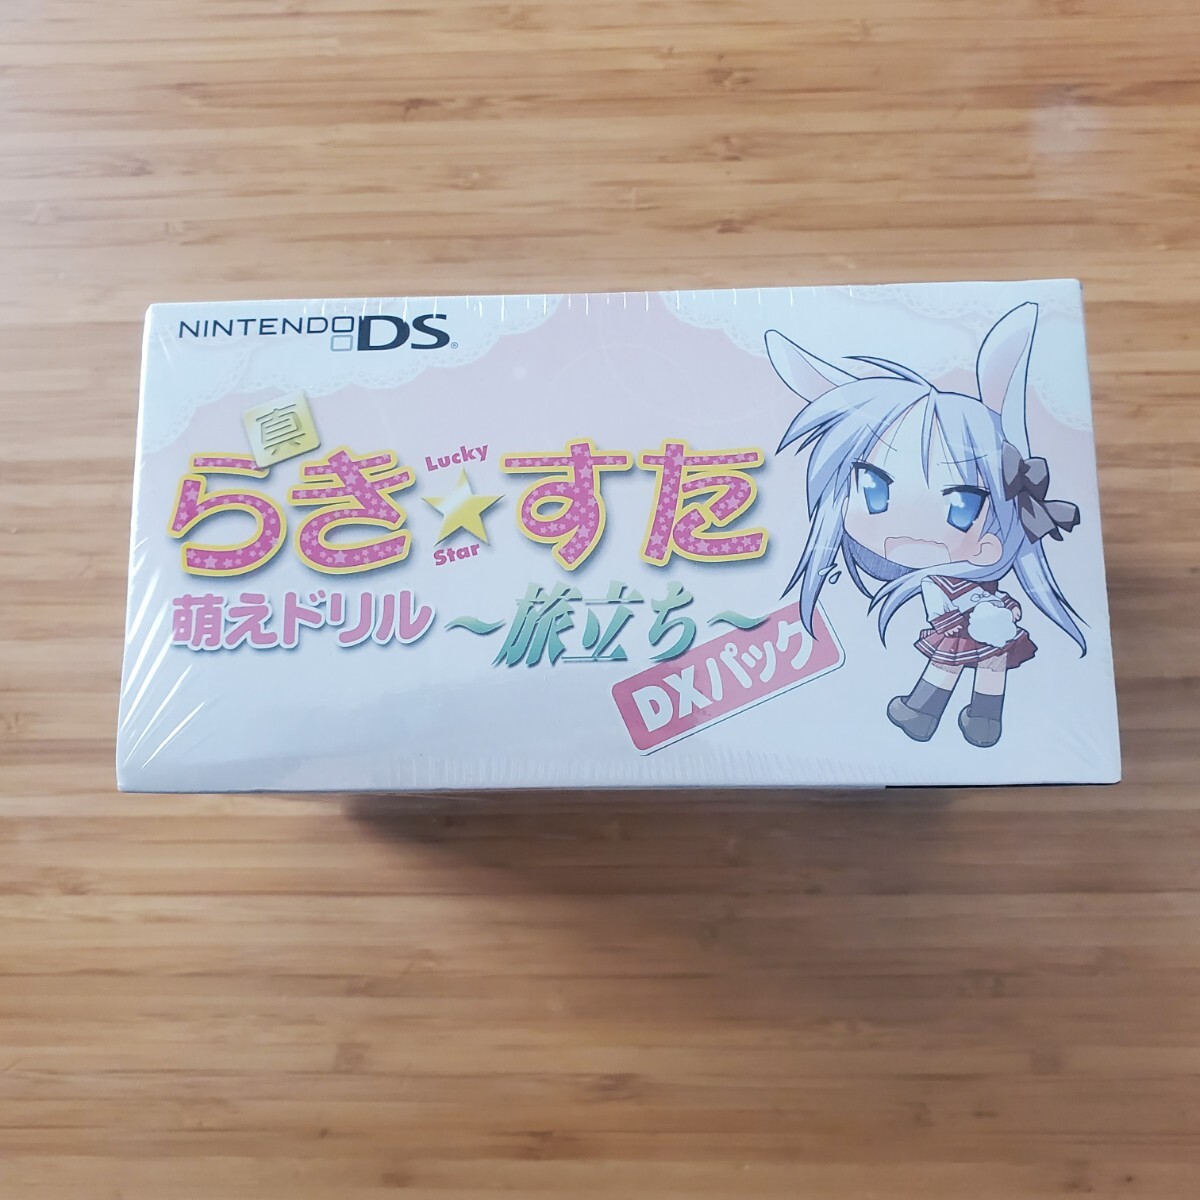 NINTENDO DS®
真
らき☆すた
Lucky
Star
萌えドリル
～旅立ち～
DXパック